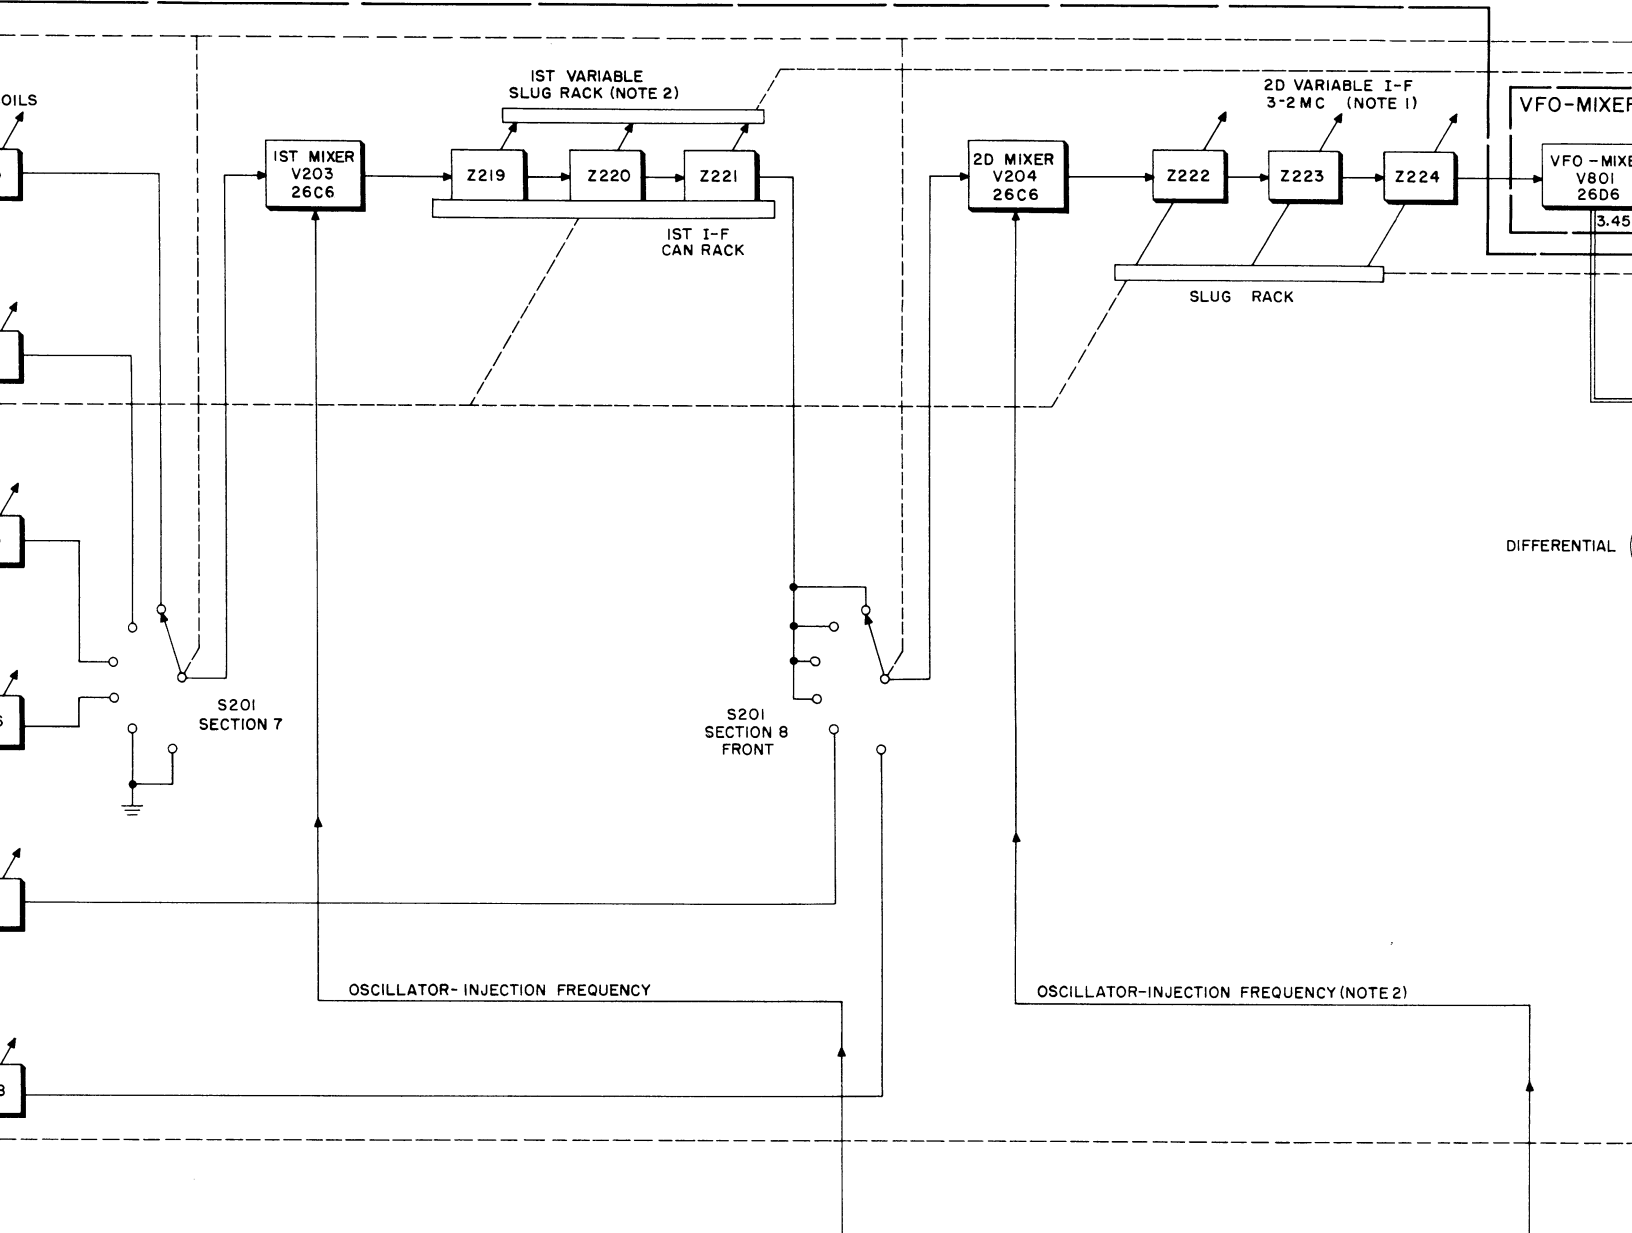 OILS
1ST VARIABLE
SLUG RACK (NOTE 2)
2D VARIABLE I-F
3-2 MC (NOTE 1)
VFO-MIXER
1ST MIXER
V203
26C6
Z219
Z220
Z221
2D MIXER
V204
26C6
Z222
Z223
Z224
VFO-MIXE
V801
26D6
3.45
1ST I-F
CAN RACK
SLUG RACK
DIFFERENTIAL
S201
SECTION 7
S201
SECTION 8
FRONT
OSCILLATOR-INJECTION FREQUENCY
OSCILLATOR-INJECTION FREQUENCY (NOTE 2)